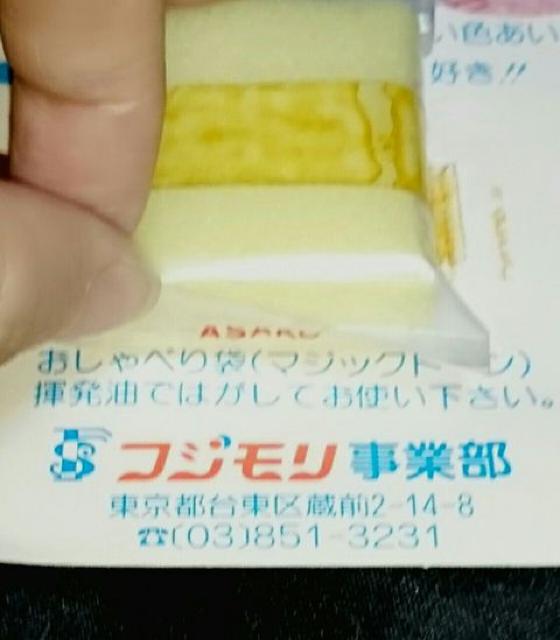 い色あい
好き!!
おしゃべり袋(マジックトーン)
揮発油ではがしてお使い下さい。
コジモリ事業部
東京都台東区蔵前2-14-8
☎(03)851-3231